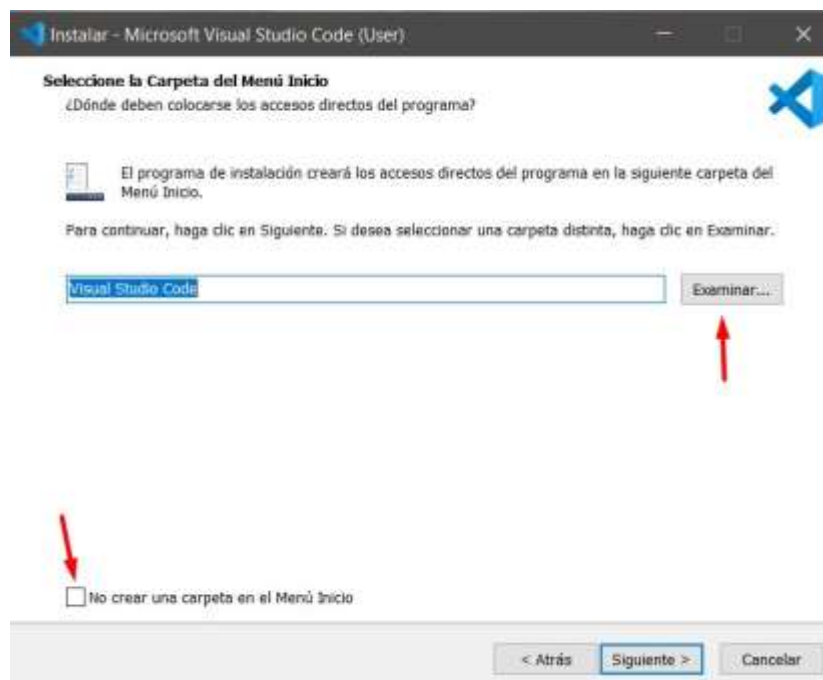 Instalar - Microsoft Visual Studio Code (User)
Seleccione la Carpeta del Menú Inicio
¿Dónde deben colocarse los accesos directos del programa?
El programa de instalación creará los accesos directos del programa en la siguiente carpeta del
Menú Inicio.
Para continuar, haga clic en Siguiente. Si desea seleccionar una carpeta distinta, haga clic en Examinar.
Visual Studio Code
Examinar...
No crear una carpeta en el Menú Inicio
< Atrás
Siguiente >
Cancelar